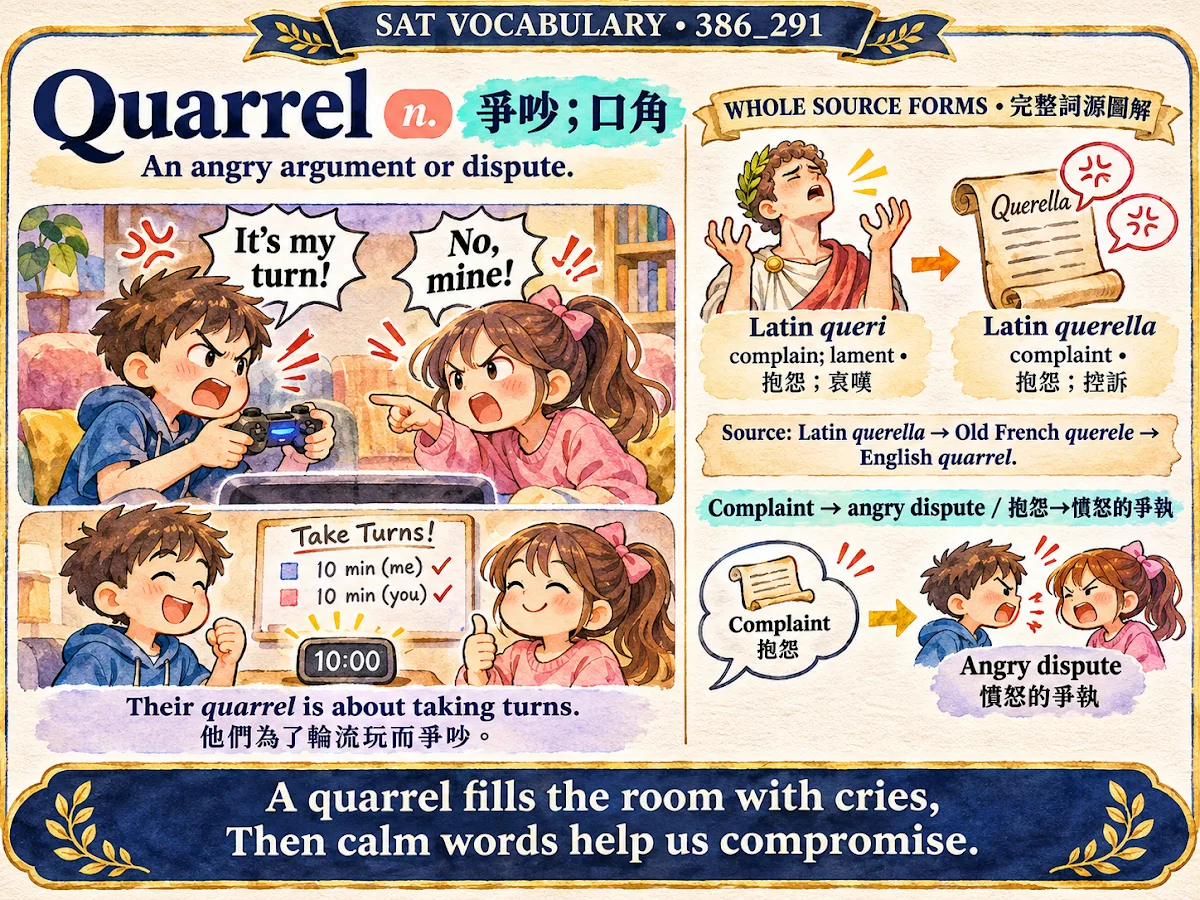 SAT VOCABULARY • 386_291
Quarrel n. 爭吵；口角
An angry argument or dispute.
It's my
turn!
No,
mine!
Take Turns!
10 min (me) ✓
10 min (you) ✓
10:00
Their quarrel is about taking turns.
他們為了輪流玩而爭吵。
WHOLE SOURCE FORMS • 完整詞源圖解
Querella
Latin queri
complain; lament •
抱怨；哀嘆
Latin querella
complaint •
抱怨；控訴
Source: Latin querella → Old French querele →
English quarrel.
Complaint → angry dispute / 抱怨→憤怒的爭執
Complaint
抱怨
Angry dispute
憤怒的爭執
A quarrel fills the room with cries,
Then calm words help us compromise.